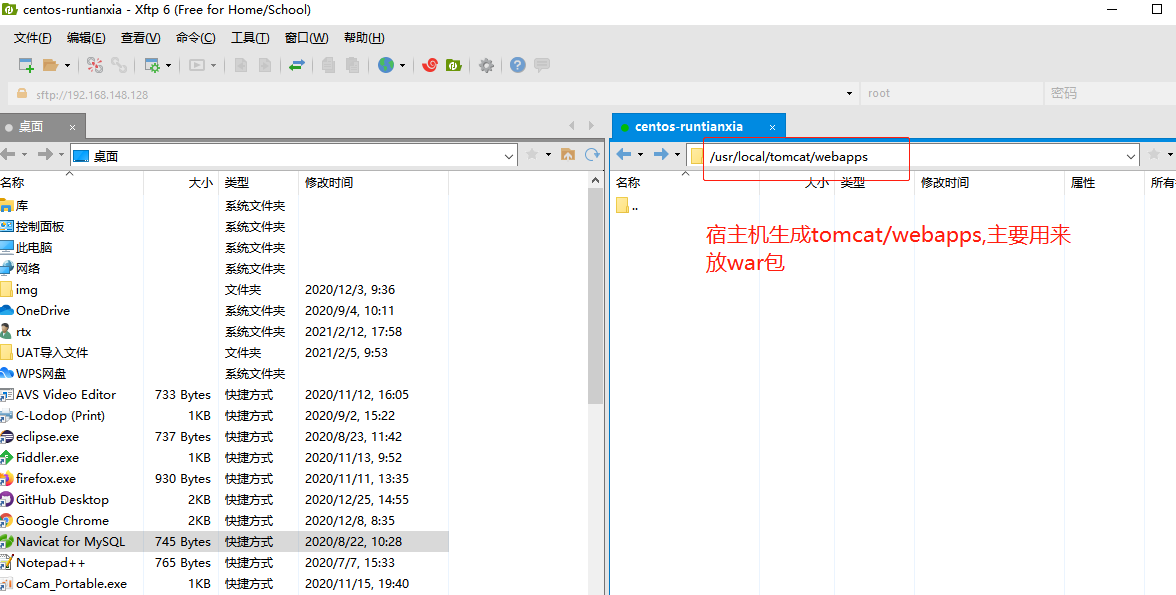 centos-runtianxia - Xftp 6 (Free for Home/School)
文件(F) 编辑(E) 查看(V) 命令(C) 工具(T) 窗口(W) 帮助(H)
sftp://192.168.148.128 root 密码
桌面 × centos-runtianxia ×
桌面 /usr/local/tomcat/webapps
名称 大小 类型 修改时间 名称 大小 类型 修改时间 属性 所有
库 系统文件夹 ..
控制面板 系统文件夹
此电脑 系统文件夹
网络 系统文件夹
宿主机生成tomcat/webapps,主要用来
放war包
img 文件夹 2020/12/3, 9:36
OneDrive 系统文件夹 2020/9/4, 10:11
rtx 系统文件夹 2021/2/12, 17:58
UAT导入文件 文件夹 2021/2/5, 9:53
WPS网盘 系统文件夹
AVS Video Editor 733 Bytes 快捷方式 2020/11/12, 16:05
C-Lodop (Print) 1KB 快捷方式 2020/9/2, 15:22
eclipse.exe 737 Bytes 快捷方式 2020/8/23, 11:42
Fiddler.exe 1KB 快捷方式 2020/11/13, 9:52
firefox.exe 930 Bytes 快捷方式 2020/11/11, 13:35
GitHub Desktop 2KB 快捷方式 2020/12/25, 14:55
Google Chrome 2KB 快捷方式 2020/12/8, 8:35
Navicat for MySQL 745 Bytes 快捷方式 2020/8/22, 10:28
Notepad++ 765 Bytes 快捷方式 2020/7/7, 15:33
oCam_Portable.exe 1KB 快捷方式 2020/11/15, 19:40